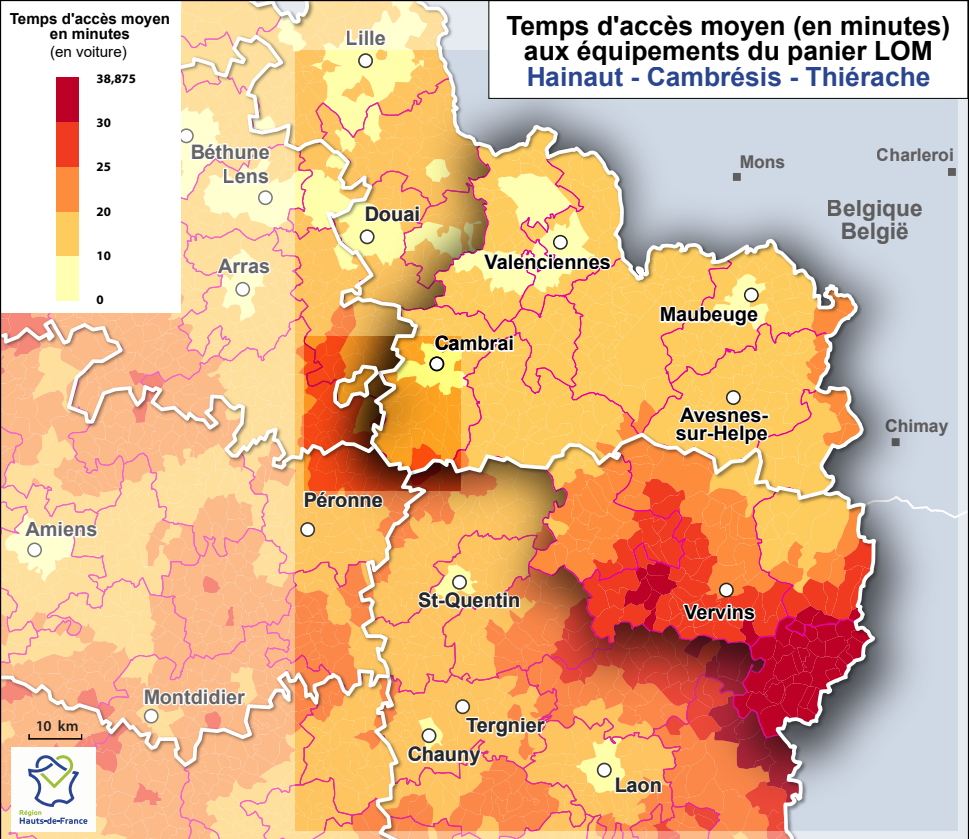 Temps d'accès moyen
en minutes
(en voiture)
38,875
30
25
20
10
0
Temps d'accès moyen (en minutes)
aux équipements du panier LOM
Hainaut - Cambrésis - Thiérache
Lille
Béthune
Lens
Douai
Arras
Valenciennes
Mons
Charleroi
Belgique
België
Maubeuge
Cambrai
Avesnes-
sur-Helpe
Chimay
Péronne
Amiens
St-Quentin
Vervins
Montdidier
Tergnier
Chauny
Laon
10 km
Région
Hauts-de-France